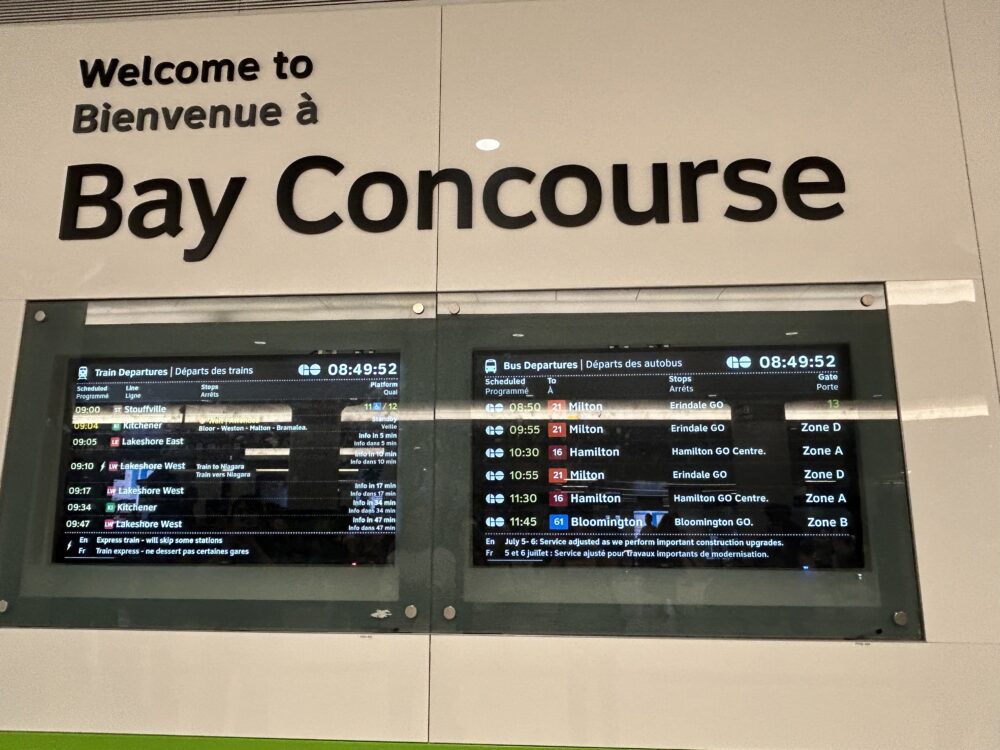 Welcome to
Bienvenue à
Bay Concourse
Train Departures | Départs des trains GO 08:49:52
Scheduled Line Stops Platform
Programmé Ligne Arrêts Quai
09:00 ST Stouffville 11 / 12
09:04 KI Kitchener
Bloor - Weston - Malton - Bramalea.
Veille
09:05 LE Lakeshore East Info in 5 min
Info dans 5 min
09:10 LW Lakeshore West Train to Niagara Info in 10 min
Train vers Niagara Info dans 10 min
09:17 LW Lakeshore West Info in 17 min
Info dans 17 min
09:34 KI Kitchener Info in 34 min
Info dans 34 min
09:47 LW Lakeshore West Info in 47 min
Info dans 47 min
En Express train - will skip some stations
Fr Train express - ne dessert pas certaines gares
Bus Departures | Départs des autobus GO 08:49:52
Scheduled To Stops Gate
Programmé À Arrêts Porte
GO 08:50 21 Milton Erindale GO 13
GO 09:55 21 Milton Erindale GO Zone D
GO 10:30 16 Hamilton Hamilton GO Centre. Zone A
GO 10:55 21 Milton Erindale GO Zone D
GO 11:30 16 Hamilton Hamilton GO Centre. Zone A
GO 11:45 61 Bloomington Bloomington GO. Zone B
En July 5- 6: Service adjusted as we perform important construction upgrades.
Fr 5 et 6 juillet : Service ajusté pour travaux importants de modernisation.